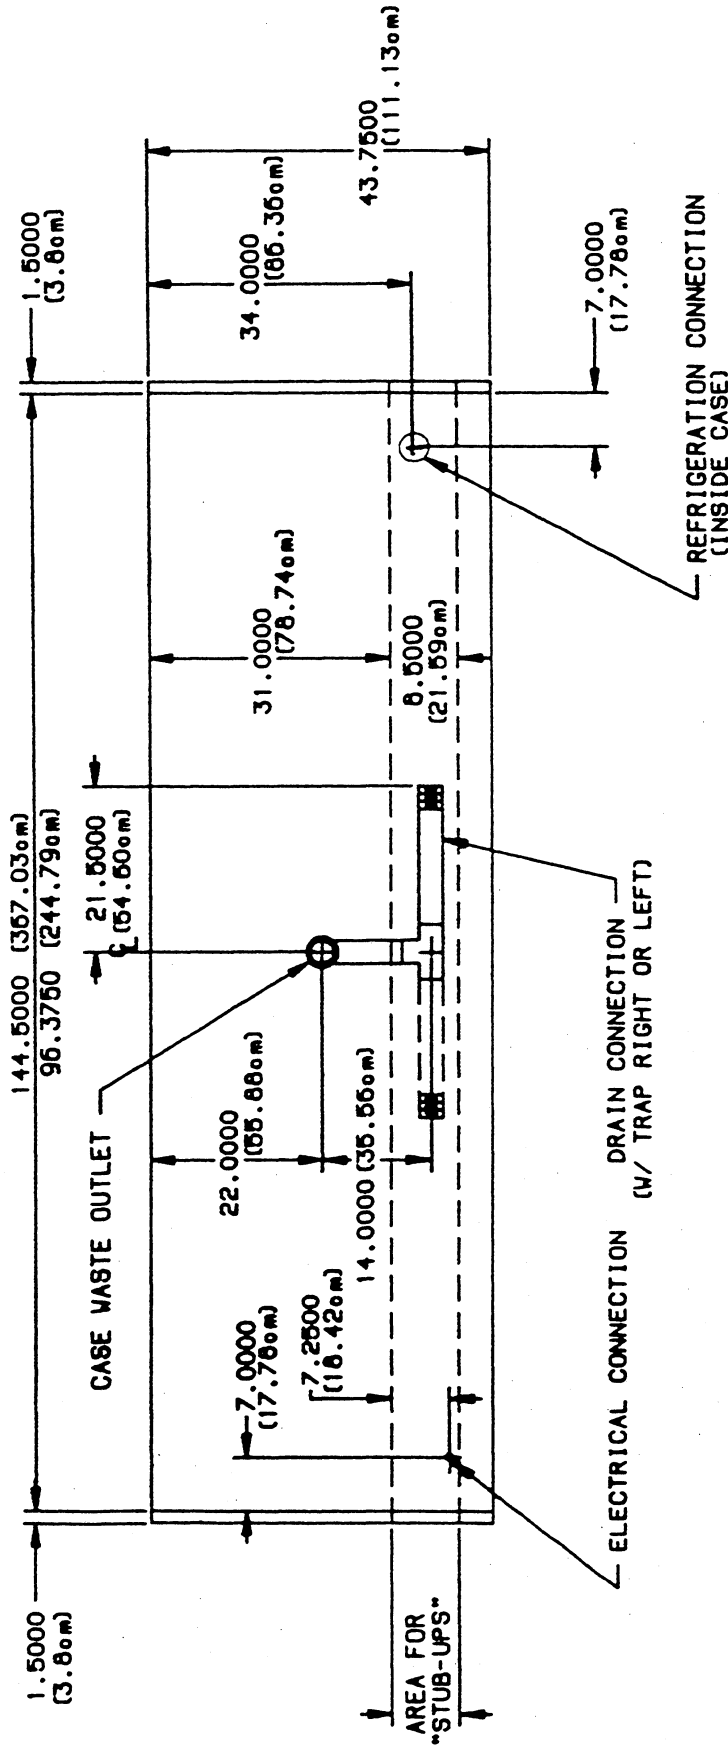 144.5000 (367.03cm)
96.3750 (244.79cm)
1.5000
(3.8cm)
1.5000
(3.8cm)
21.5000
℄ (54.60cm)
CASE WASTE OUTLET
22.0000
(55.88cm)
31.0000
(78.74cm)
34.0000
(86.36cm)
43.7500
(111.13cm)
7.0000
(17.78cm)
7.2500
(18.42cm)
14.0000 (35.56cm)
8.5000
(21.59cm)
7.0000
(17.78cm)
AREA FOR
"STUB-UPS"
ELECTRICAL CONNECTION
DRAIN CONNECTION
(W/ TRAP RIGHT OR LEFT)
REFRIGERATION CONNECTION
(INSIDE CASE)